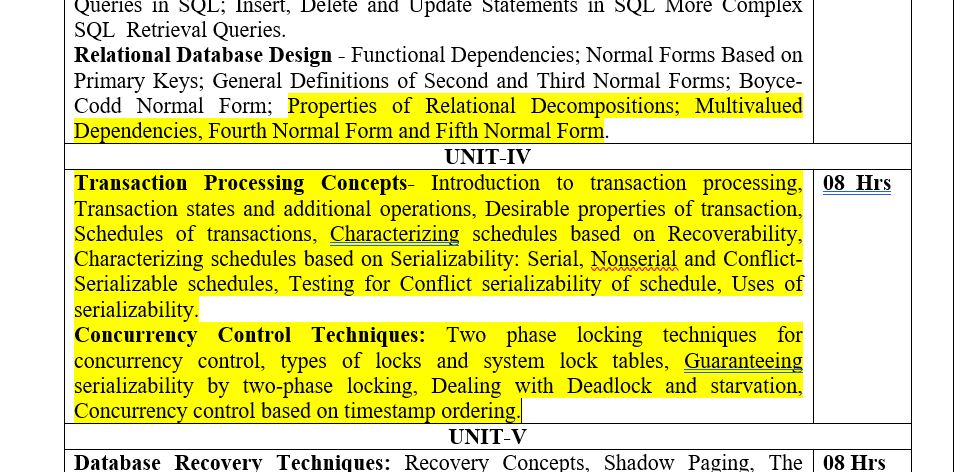 Queries in SQL; Insert, Delete and Update Statements in SQL More Complex
SQL Retrieval Queries.
Relational Database Design - Functional Dependencies; Normal Forms Based on
Primary Keys; General Definitions of Second and Third Normal Forms; Boyce-
Codd Normal Form; Properties of Relational Decompositions; Multivalued
Dependencies, Fourth Normal Form and Fifth Normal Form.
UNIT-IV
Transaction Processing Concepts- Introduction to transaction processing,
Transaction states and additional operations, Desirable properties of transaction,
Schedules of transactions, Characterizing schedules based on Recoverability,
Characterizing schedules based on Serializability: Serial, Nonserial and Conflict-
Serializable schedules, Testing for Conflict serializability of schedule, Uses of
serializability.
Concurrency Control Techniques: Two phase locking techniques for
concurrency control, types of locks and system lock tables, Guaranteeing
serializability by two-phase locking, Dealing with Deadlock and starvation,
Concurrency control based on timestamp ordering.
08 Hrs
UNIT-V
Database Recovery Techniques: Recovery Concepts, Shadow Paging, The
08 Hrs